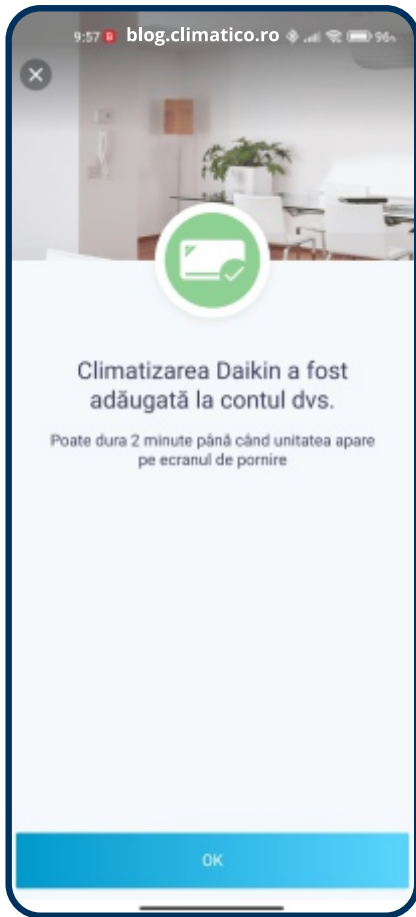 9:57 blog.climatico.ro 96%
Climatizarea Daikin a fost
adăugată la contul dvs.
Poate dura 2 minute până când unitatea apare
pe ecranul de pornire
OK